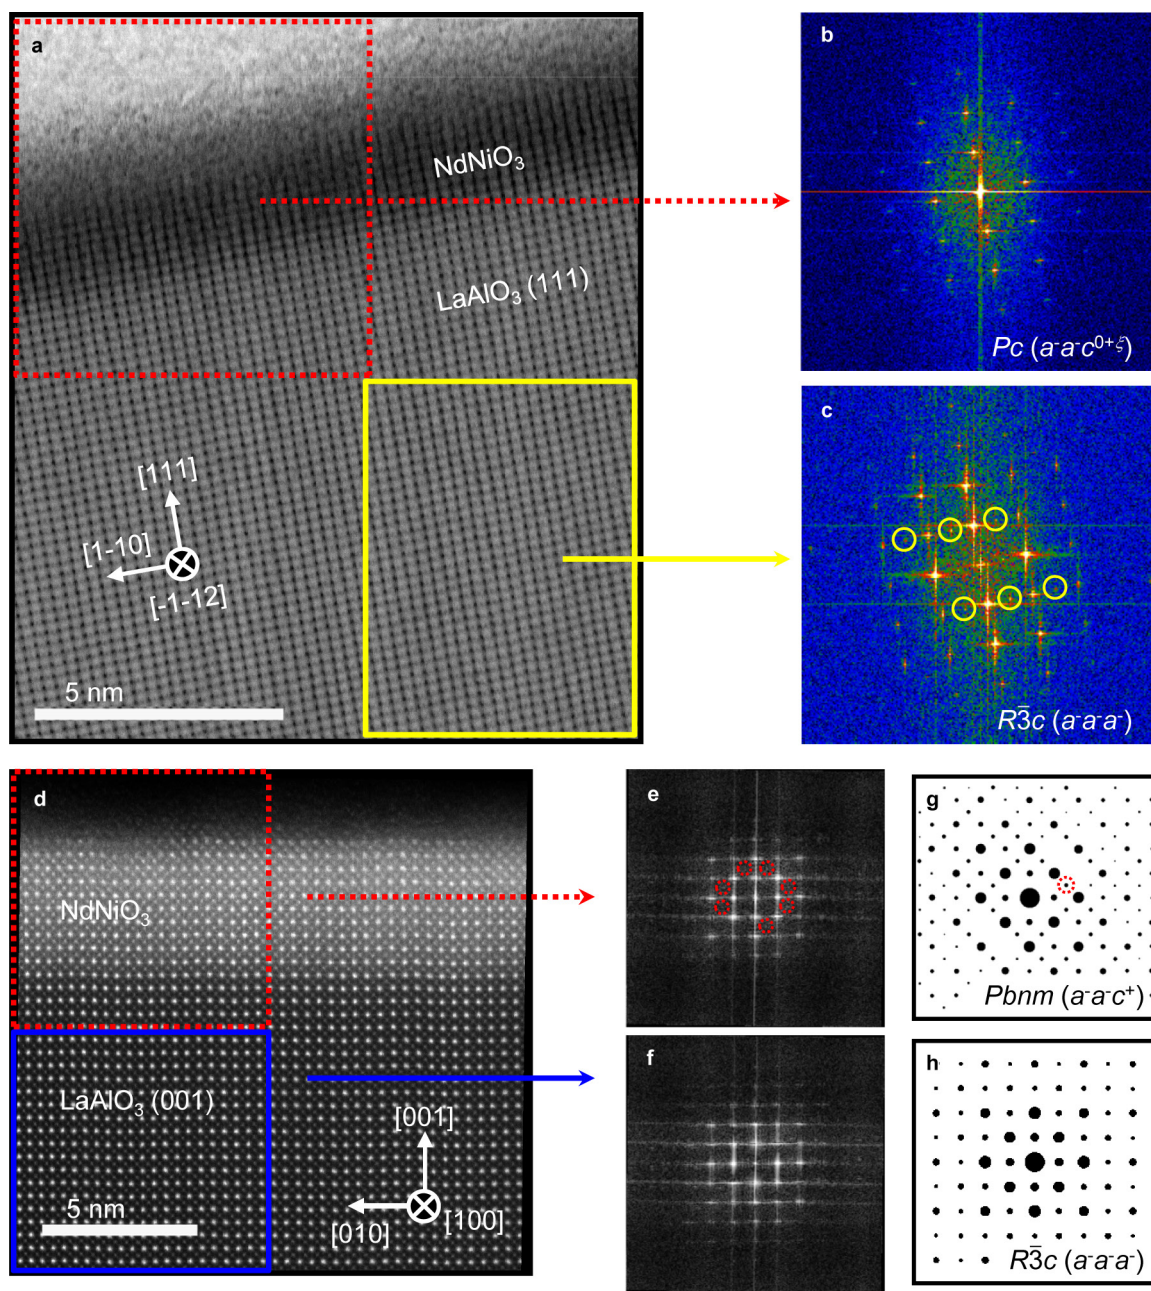 a
NdNiO₃
LaAlO₃ (111)
[111]
[1-10]
[-1-12]
5 nm
b
Pc (a⁻a⁻c⁰⁺ξ)
c
R3̅c (a⁻a⁻a⁻)
d
NdNiO₃
LaAlO₃ (001)
[001]
[010]
[100]
5 nm
e
f
g
Pbnm (a⁻a⁻c⁺)
h
R3̅c (a⁻a⁻a⁻)